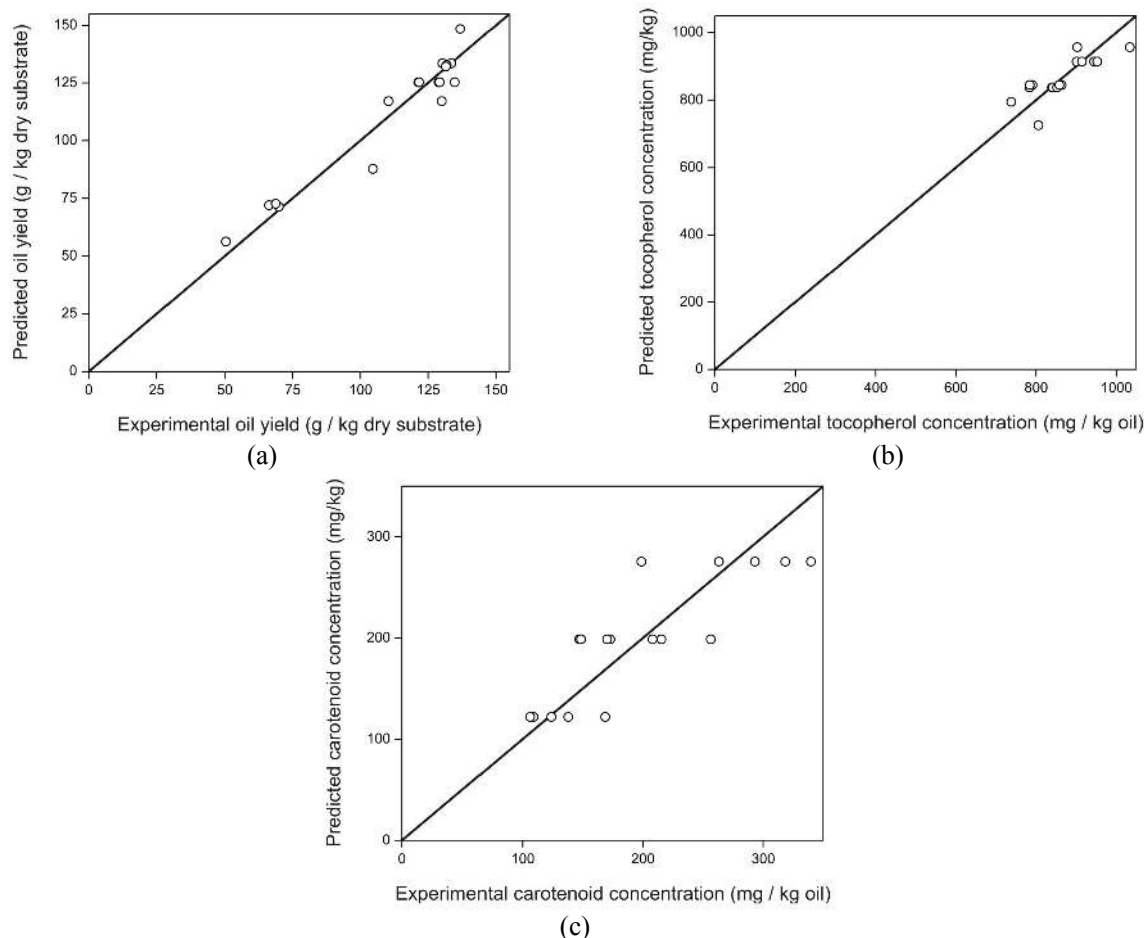 Predicted oil yield (g / kg dry substrate)
150
125
100
75
50
25
0
0 25 50 75 100 125 150
Experimental oil yield (g / kg dry substrate)
(a)
Predicted tocopherol concentration (mg/kg)
1000
800
600
400
200
0
0 200 400 600 800 1000
Experimental tocopherol concentration (mg / kg oil)
(b)
Predicted carotenoid concentration (mg/kg)
300
200
100
0
0 100 200 300
Experimental carotenoid concentration (mg / kg oil)
(c)